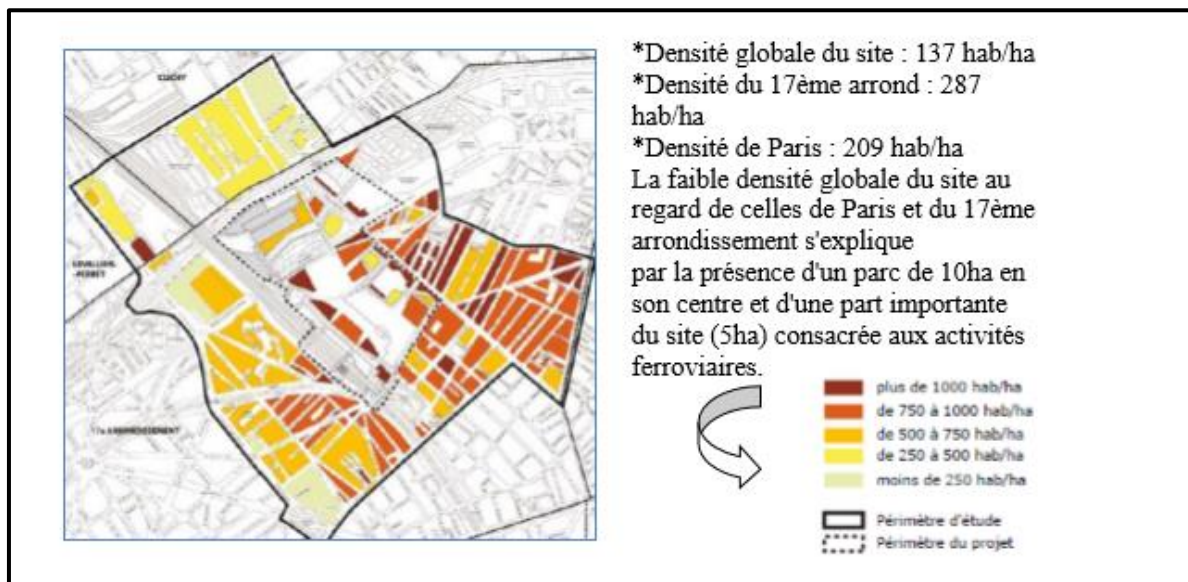 CLICHY
LEVALLOIS-
PERRET
17e ARRONDISSEMENT
*Densité globale du site : 137 hab/ha
*Densité du 17ème arrond : 287
hab/ha
*Densité de Paris : 209 hab/ha
La faible densité globale du site au
regard de celles de Paris et du 17ème
arrondissement s'explique
par la présence d'un parc de 10ha en
son centre et d'une part importante
du site (5ha) consacrée aux activités
ferroviaires.
plus de 1000 hab/ha
de 750 à 1000 hab/ha
de 500 à 750 hab/ha
de 250 à 500 hab/ha
moins de 250 hab/ha
Périmètre d'étude
Périmètre du projet